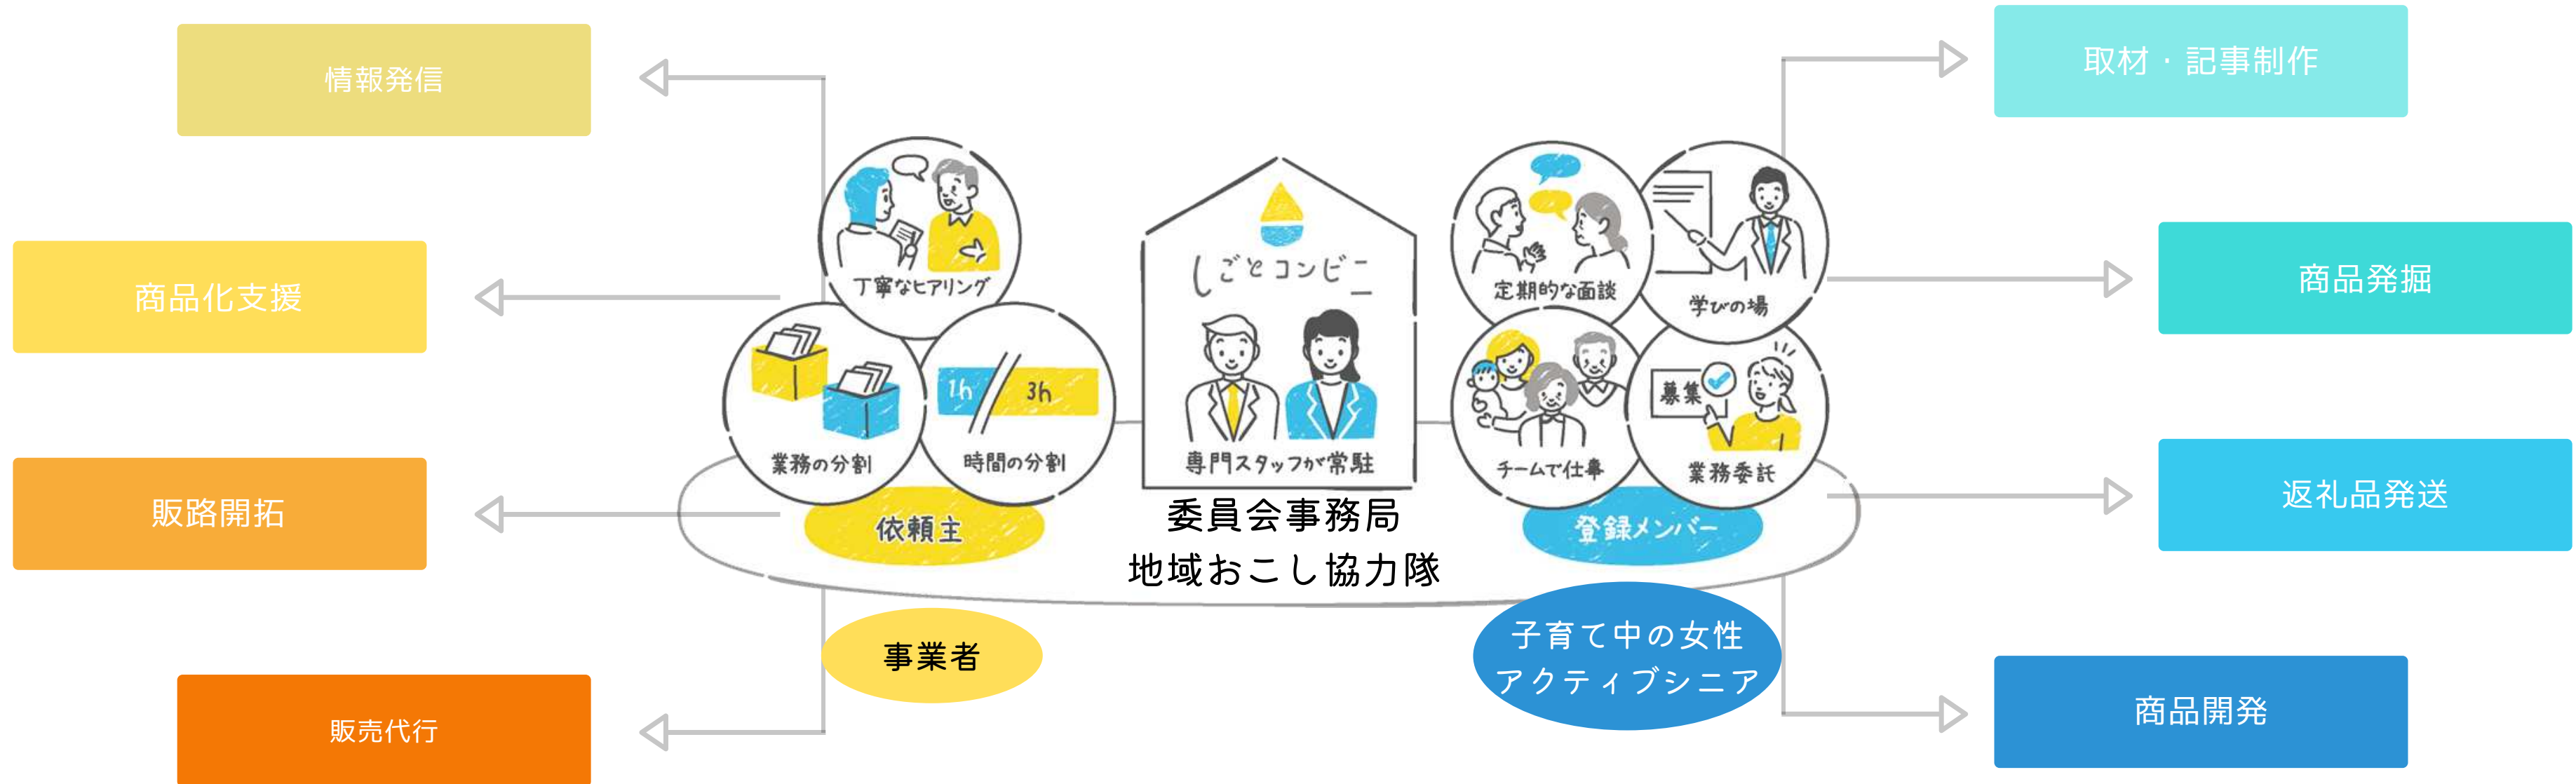 情報発信
商品化支援
販路開拓
販売代行
丁寧なヒアリング
業務の分割
1h
3h
時間の分割
依頼主
事業者
しごとコンビニ
専門スタッフが常駐
委員会事務局
地域おこし協力隊
定期的な面談
学びの場
チームで仕事
募集
業務委託
登録メンバー
子育て中の女性
アクティブシニア
取材・記事制作
商品発掘
返礼品発送
商品開発